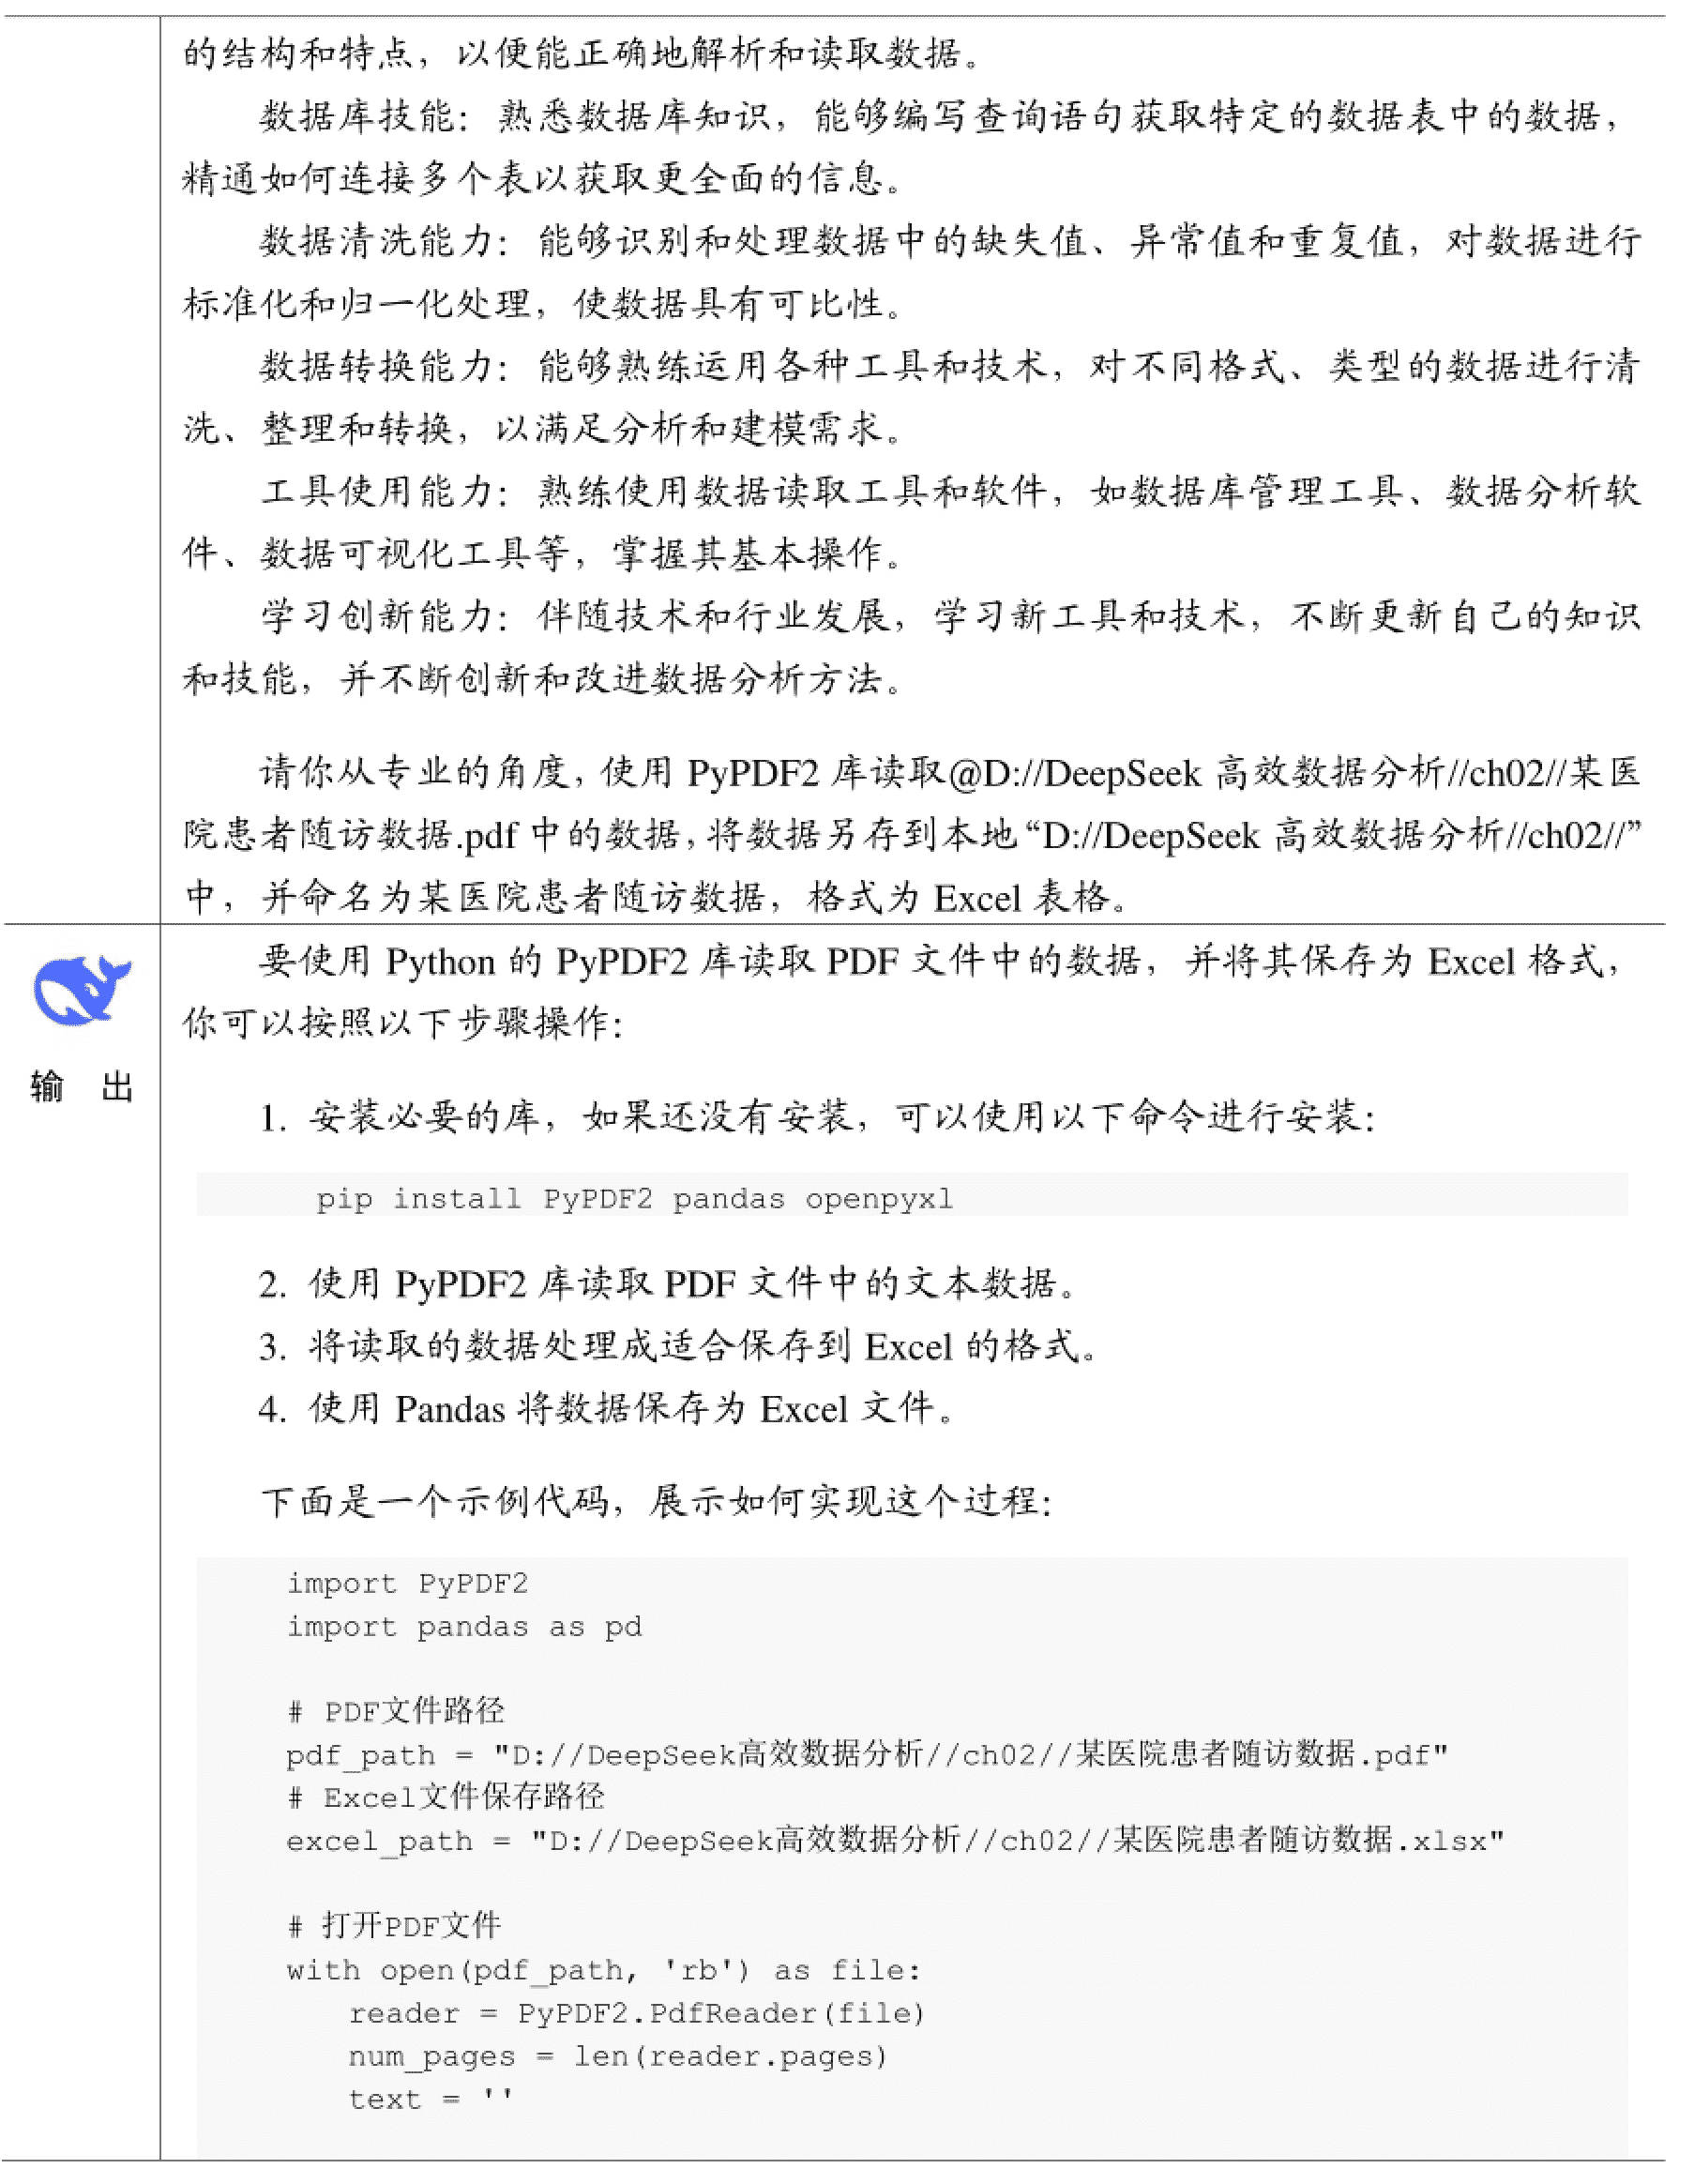 的结构和特点，以便能正确地解析和读取数据。
数据库技能：熟悉数据库知识，能够编写查询语句获取特定的数据表中的数据，
精通如何连接多个表以获取更全面的信息。
数据清洗能力：能够识别和处理数据中的缺失值、异常值和重复值，对数据进行
标准化和归一化处理，使数据具有可比性。
数据转换能力：能够熟练运用各种工具和技术，对不同格式、类型的数据进行清
洗、整理和转换，以满足分析和建模需求。
工具使用能力：熟练使用数据读取工具和软件，如数据库管理工具、数据分析软
件、数据可视化工具等，掌握其基本操作。
学习创新能力：伴随技术和行业发展，学习新工具和技术，不断更新自己的知识
和技能，并不断创新和改进数据分析方法。
请你从专业的角度，使用 PyPDF2 库读取@D://DeepSeek 高效数据分析//ch02//某医
院患者随访数据.pdf 中的数据，将数据另存到本地“D://DeepSeek 高效数据分析//ch02//”
中，并命名为某医院患者随访数据，格式为 Excel 表格。
输 出
要使用 Python 的 PyPDF2 库读取 PDF 文件中的数据，并将其保存为 Excel 格式，
你可以按照以下步骤操作：
1. 安装必要的库，如果还没有安装，可以使用以下命令进行安装：
pip install PyPDF2 pandas openpyxl
2. 使用 PyPDF2 库读取 PDF 文件中的文本数据。
3. 将读取的数据处理成适合保存到 Excel 的格式。
4. 使用 Pandas 将数据保存为 Excel 文件。
下面是一个示例代码，展示如何实现这个过程：
import PyPDF2
import pandas as pd
# PDF文件路径
pdf_path = "D://DeepSeek高效数据分析//ch02//某医院患者随访数据.pdf"
# Excel文件保存路径
excel_path = "D://DeepSeek高效数据分析//ch02//某医院患者随访数据.xlsx"
# 打开PDF文件
with open(pdf_path, 'rb') as file:
    reader = PyPDF2.PdfReader(file)
    num_pages = len(reader.pages)
    text = ''